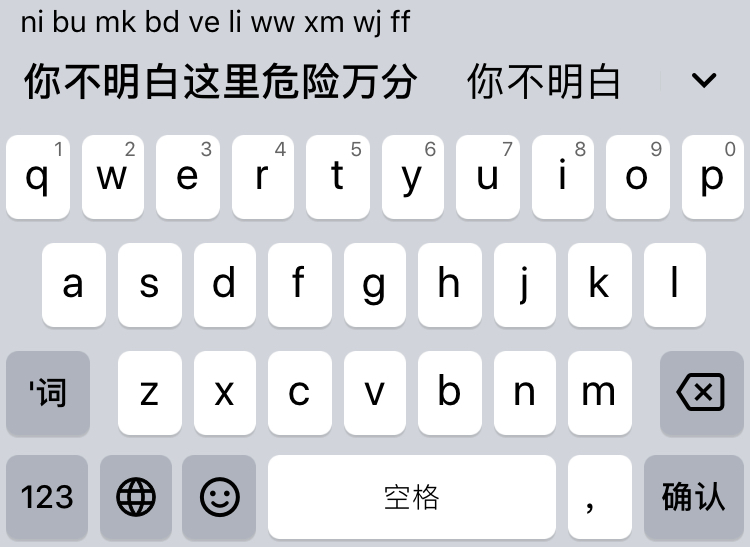 ni bu mk bd ve li ww xm wj ff
你不明白这里危险万分 你不明白
1 2 3 4 5 6 7 8 9 0
q w e r t y u i o p
a s d f g h j k l
'词 z x c v b n m
123 空格 ， 确认